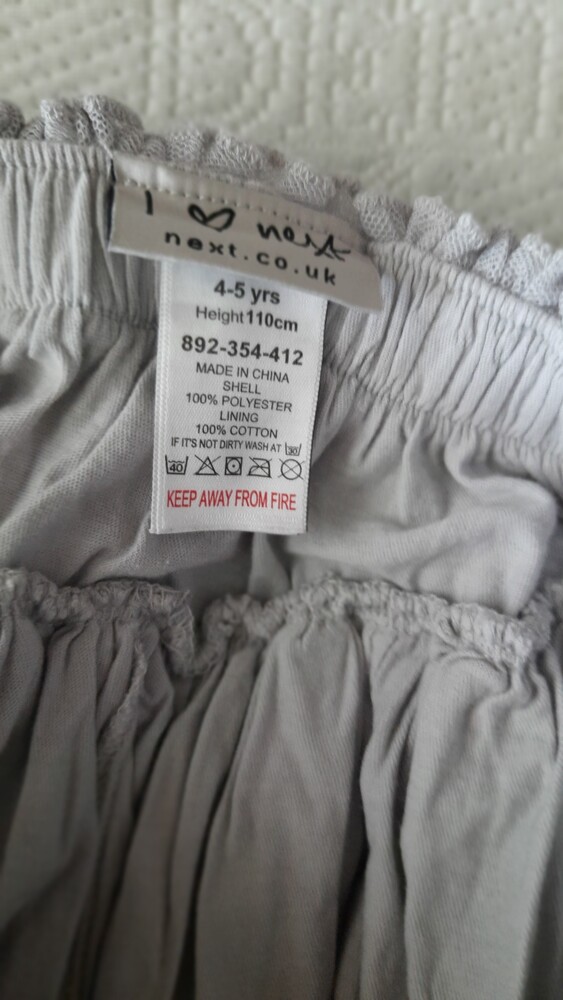 I ♡ next
next.co.uk
4-5 yrs
Height 110cm
892-354-412
MADE IN CHINA
SHELL
100% POLYESTER
LINING
100% COTTON
IF IT'S NOT DIRTY WASH AT 30
40
KEEP AWAY FROM FIRE